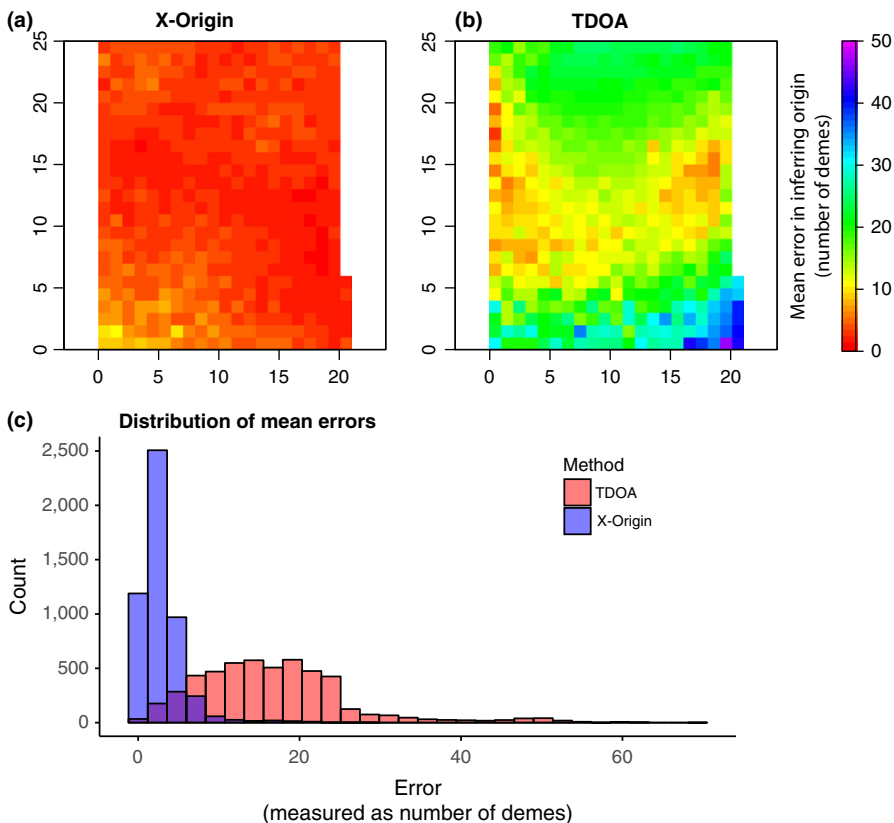 (a)
X-Origin
(b)
TDOA
25
20
15
10
5
0
0 5 10 15 20
25
20
15
10
5
0
0 5 10 15 20
50
40
30
20
10
0
Mean error in inferring origin
(number of demes)
(c)
Distribution of mean errors
2,500
2,000
1,500
1,000
500
0
Count
Method
TDOA
X-Origin
0 20 40 60
Error
(measured as number of demes)